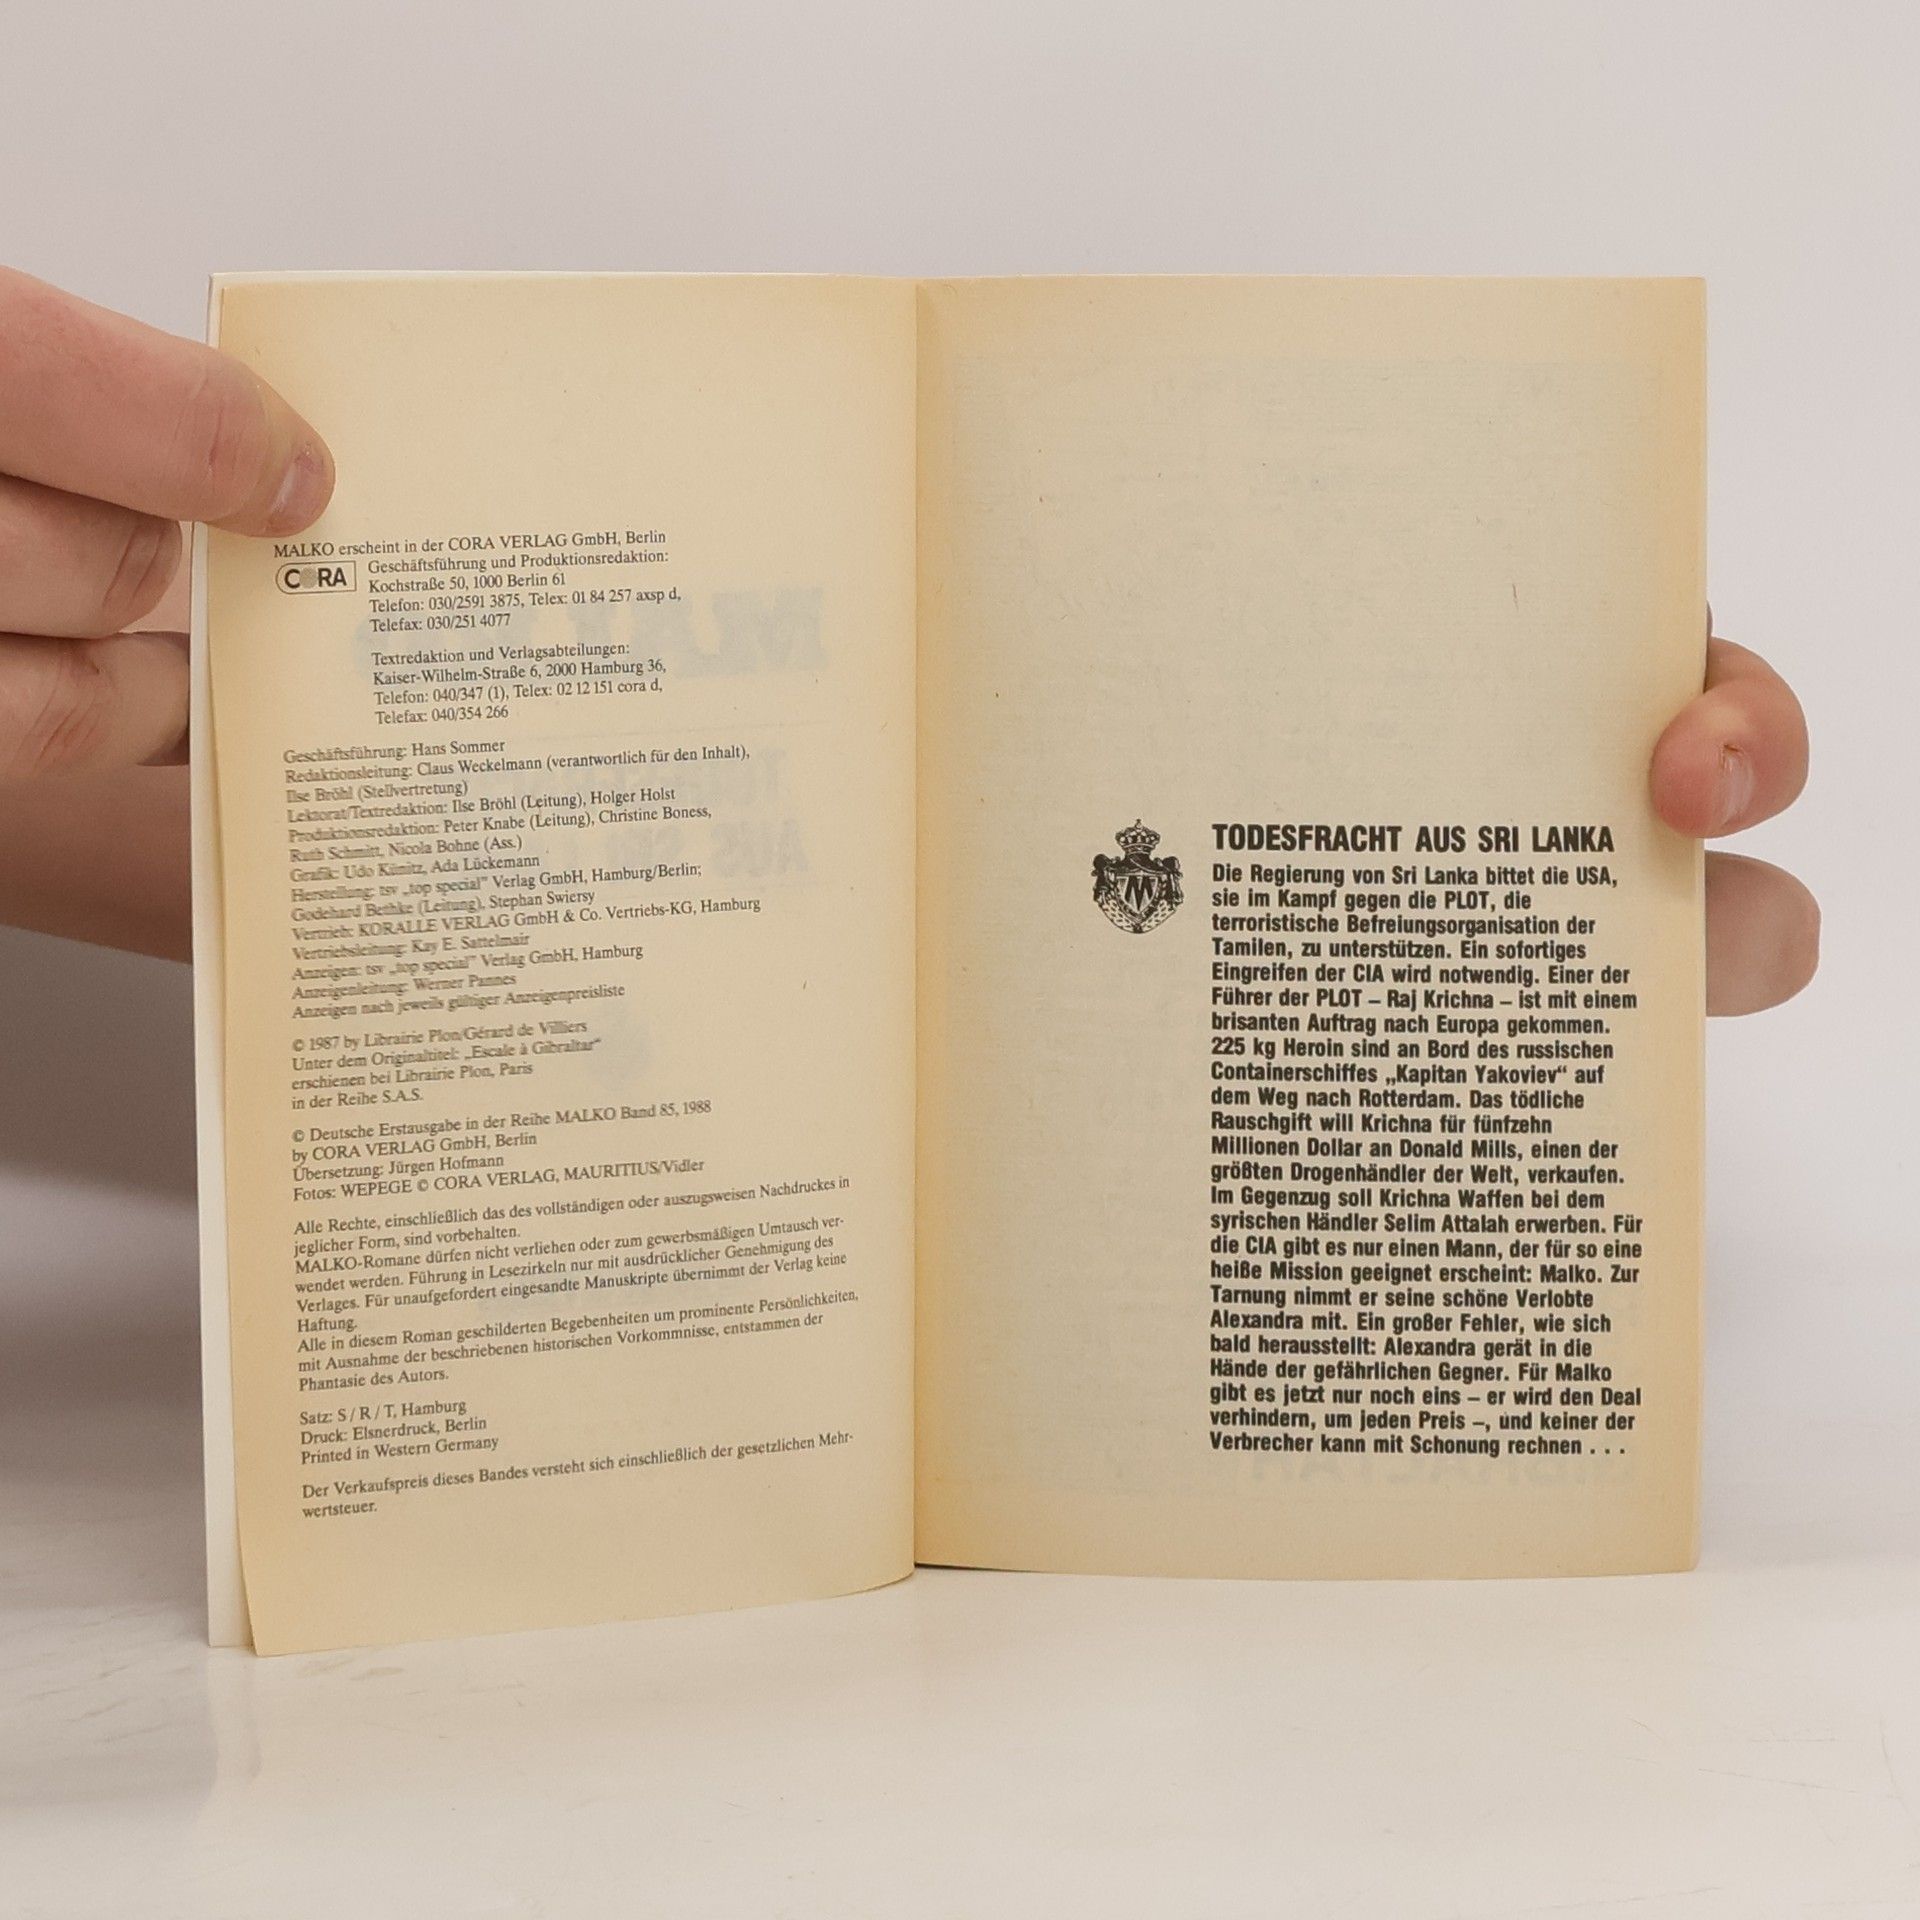 MALKO erscheint in der CORA VERLAG GmbH, Berlin
CORA
Geschäftsführung und Produktionsredaktion:
Kochstraße 50, 1000 Berlin 61
Telefon: 030/2591 3875, Telex: 01 84 257 axsp d,
Telefax: 030/251 4077
Textredaktion und Verlagsabteilungen:
Kaiser-Wilhelm-Straße 6, 2000 Hamburg 36,
Telefon: 040/347 (1), Telex: 02 12 151 cora d,
Telefax: 040/354 266
Geschäftsführung: Hans Sommer
Redaktionsleitung: Claus Weckelmann (verantwortlich für den Inhalt),
Ilse Bröhl (Stellvertretung)
Lektorat/Textredaktion: Ilse Bröhl (Leitung), Holger Holst
Produktionsredaktion: Peter Knabe (Leitung), Christine Boness,
Ruth Schmitt, Nicola Bohne (Ass.)
Grafik: Udo Künitz, Ada Lückemann
Herstellung: tsv „top special” Verlag GmbH, Hamburg/Berlin;
Godehard Bethke (Leitung), Stephan Swiersy
Vertrieb: KORALLE VERLAG GmbH & Co. Vertriebs-KG, Hamburg
Vertriebsleitung: Kay E. Sattelmair
Anzeigen: tsv „top special” Verlag GmbH, Hamburg
Anzeigenleitung: Werner Pannes
Anzeigen nach jeweils gültiger Anzeigenpreisliste
© 1987 by Librairie Plon/Gérard de Villiers
Unter dem Originaltitel: „Escale à Gibraltar“
erschienen bei Librairie Plon, Paris
in der Reihe S.A.S.
© Deutsche Erstausgabe in der Reihe MALKO Band 85, 1988
by CORA VERLAG GmbH, Berlin
Übersetzung: Jürgen Hofmann
Fotos: WEPEGE © CORA VERLAG, MAURITIUS/Vidler
Alle Rechte, einschließlich das des vollständigen oder auszugsweisen Nachdruckes in
jeglicher Form, sind vorbehalten.
MALKO-Romane dürfen nicht verliehen oder zum gewerbsmäßigen Umtausch ver-
wendet werden. Führung in Lesezirkeln nur mit ausdrücklicher Genehmigung des
Verlages. Für unaufgefordert eingesandte Manuskripte übernimmt der Verlag keine
Haftung.
Alle in diesem Roman geschilderten Begebenheiten um prominente Persönlichkeiten,
mit Ausnahme der beschriebenen historischen Vorkommnisse, entstammen der
Phantasie des Autors.
Satz: S / R / T, Hamburg
Druck: Elsnerdruck, Berlin
Printed in Western Germany
Der Verkaufspreis dieses Bandes versteht sich einschließlich der gesetzlichen Mehr-
wertsteuer.
M
TODESFRACHT AUS SRI LANKA
Die Regierung von Sri Lanka bittet die USA,
sie im Kampf gegen die PLOT, die
terroristische Befreiungsorganisation der
Tamilen, zu unterstützen. Ein sofortiges
Eingreifen der CIA wird notwendig. Einer der
Führer der PLOT – Raj Krichna – ist mit einem
brisanten Auftrag nach Europa gekommen.
225 kg Heroin sind an Bord des russischen
Containerschiffes „Kapitan Yakoviev“ auf
dem Weg nach Rotterdam. Das tödliche
Rauschgift will Krichna für fünfzehn
Millionen Dollar an Donald Mills, einen der
größten Drogenhändler der Welt, verkaufen.
Im Gegenzug soll Krichna Waffen bei dem
syrischen Händler Selim Attalah erwerben. Für
die CIA gibt es nur einen Mann, der für so eine
heiße Mission geeignet erscheint: Malko. Zur
Tarnung nimmt er seine schöne Verlobte
Alexandra mit. Ein großer Fehler, wie sich
bald herausstellt: Alexandra gerät in die
Hände der gefährlichen Gegner. Für Malko
gibt es jetzt nur noch eins – er wird den Deal
verhindern, um jeden Preis –, und keiner der
Verbrecher kann mit Schonung rechnen . . .